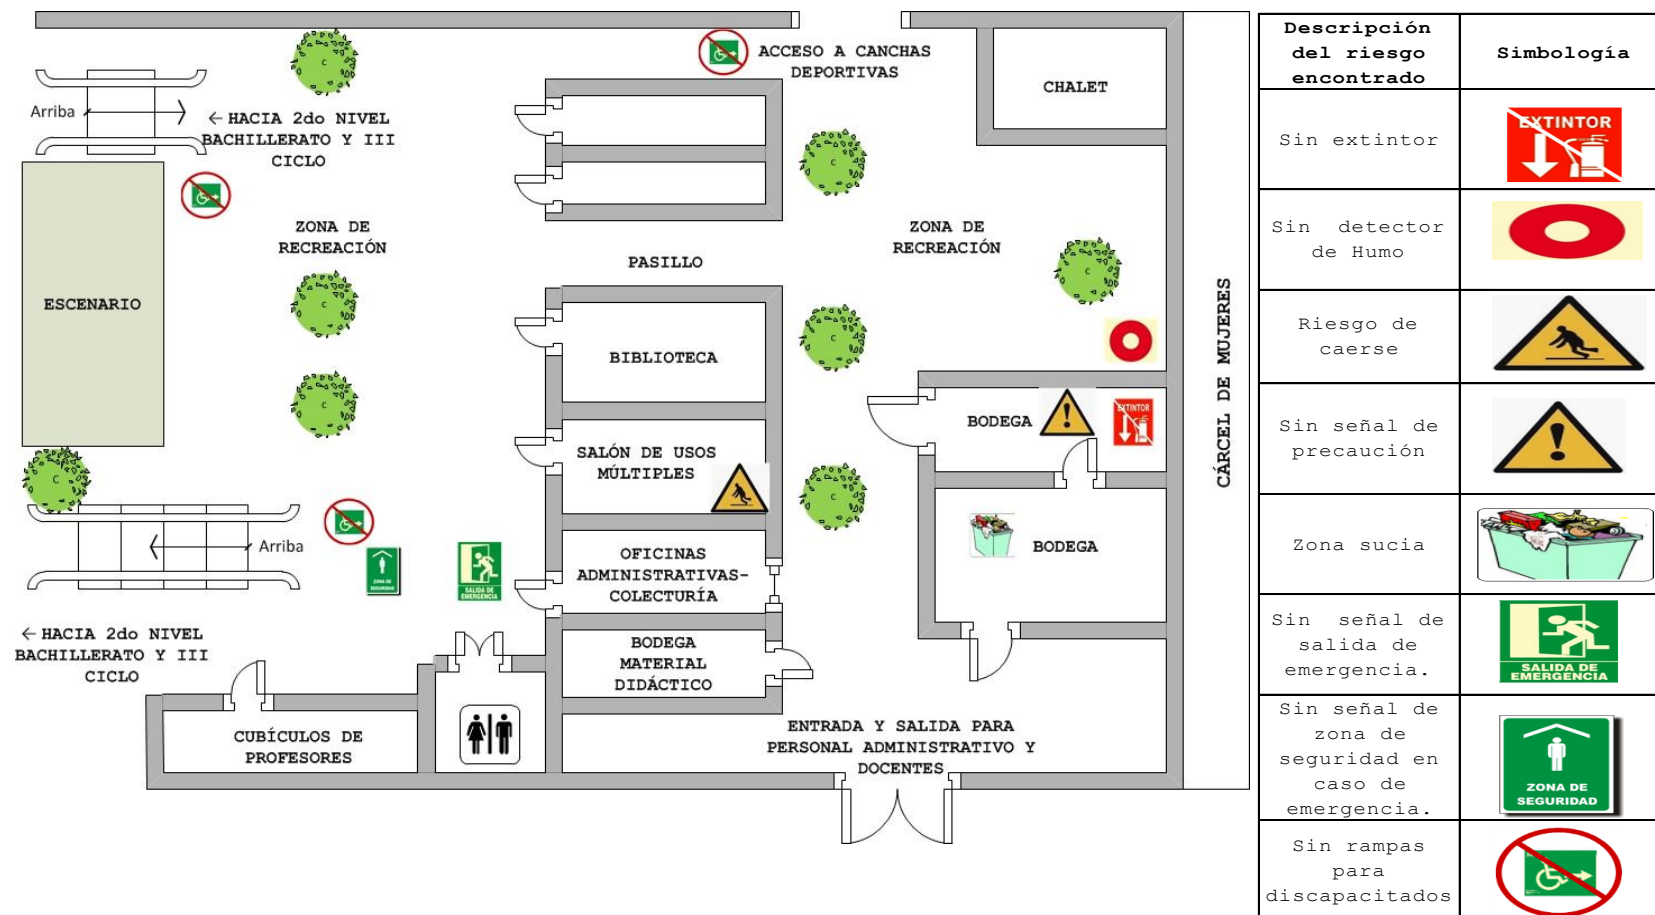 ACCESO A CANCHAS
DEPORTIVAS
CHALET
Arriba
← HACIA 2do NIVEL
BACHILLERATO Y III
CICLO
ZONA DE
RECREACIÓN
ZONA DE
RECREACIÓN
PASILLO
ESCENARIO
BIBLIOTECA
CÁRCEL DE MUJERES
BODEGA
EXTINTOR
SALÓN DE USOS
MÚLTIPLES
Arriba
ZONA DE
SEGURIDAD
SALIDA DE
EMERGENCIA
OFICINAS
ADMINISTRATIVAS-
COLECTURÍA
BODEGA
← HACIA 2do NIVEL
BACHILLERATO Y III
CICLO
BODEGA
MATERIAL
DIDÁCTICO
CUBÍCULOS DE
PROFESORES
ENTRADA Y SALIDA PARA
PERSONAL ADMINISTRATIVO Y
DOCENTES
C
C
C
C
C
C
C
C
Descripción
del riesgo
encontrado
Simbología
Sin extintor
EXTINTOR
Sin detector
de Humo
Riesgo de
caerse
Sin señal de
precaución
Zona sucia
Sin señal de
salida de
emergencia.
SALIDA DE
EMERGENCIA
Sin señal de
zona de
seguridad en
caso de
emergencia.
ZONA DE
SEGURIDAD
Sin rampas
para
discapacitados